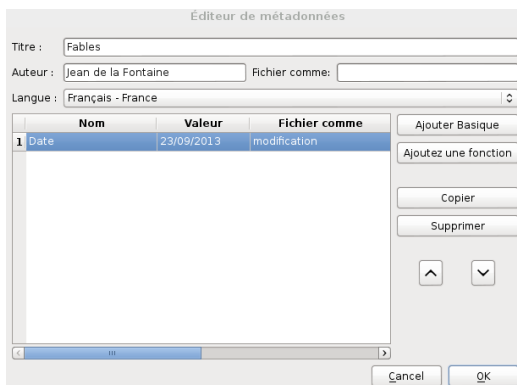 Éditeur de métadonnées
Titre : Fables
Auteur : Jean de la Fontaine Fichier comme:
Langue : Français - France
Nom Valeur Fichier comme
1 Date 23/09/2013 modification
Ajouter Basique
Ajoutez une fonction
Copier
Supprimer
Cancel OK